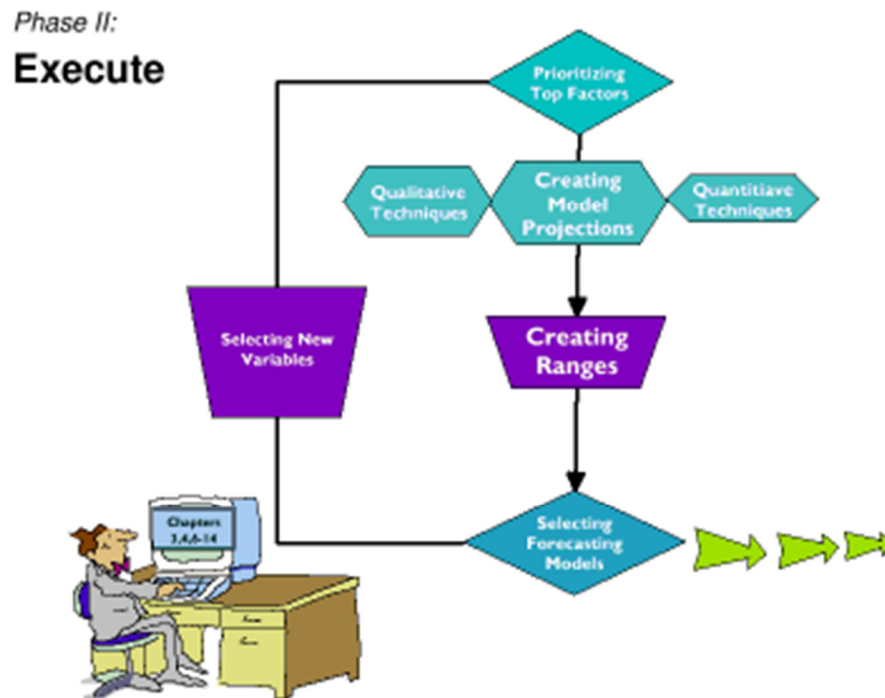 Phase II:
Execute
Prioritizing
Top Factors
Qualitative
Techniques
Creating
Model
Projections
Quantitiave
Techniques
Selecting New
Variables
Creating
Ranges
Chapters
3,4,6-14
Selecting
Forecasting
Models